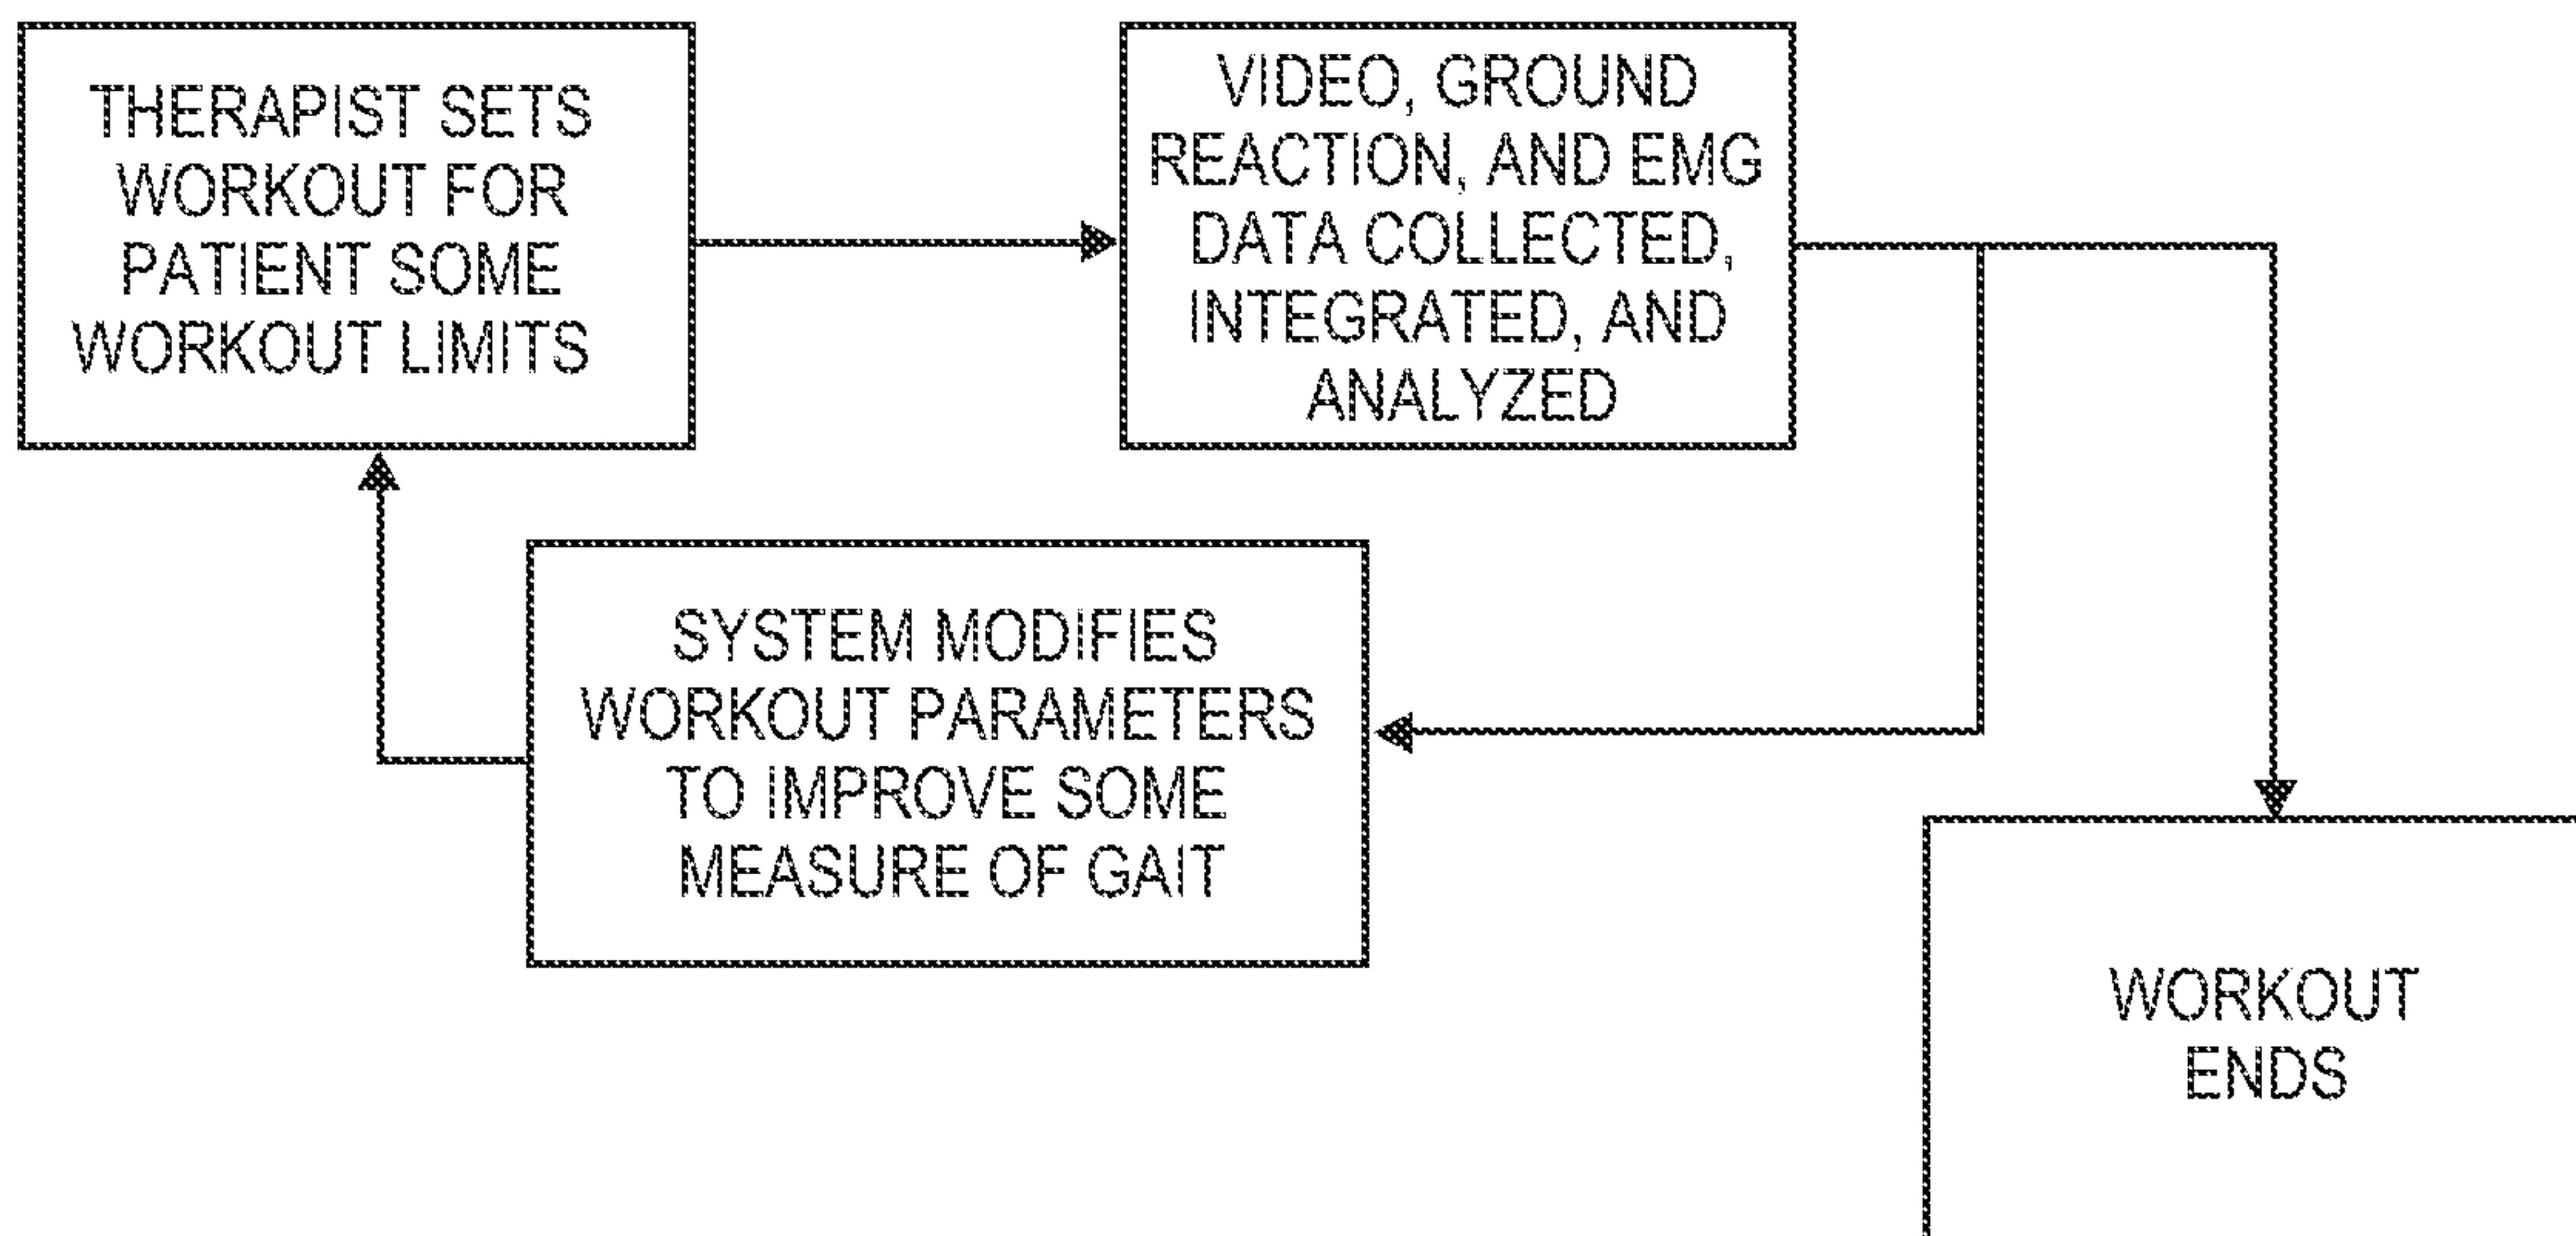 THERAPIST SETS
WORKOUT FOR
PATIENT SOME
WORKOUT LIMITS
VIDEO, GROUND
REACTION, AND EMG
DATA COLLECTED,
INTEGRATED, AND
ANALYZED
SYSTEM MODIFIES
WORKOUT PARAMETERS
TO IMPROVE SOME
MEASURE OF GAIT
WORKOUT
ENDS